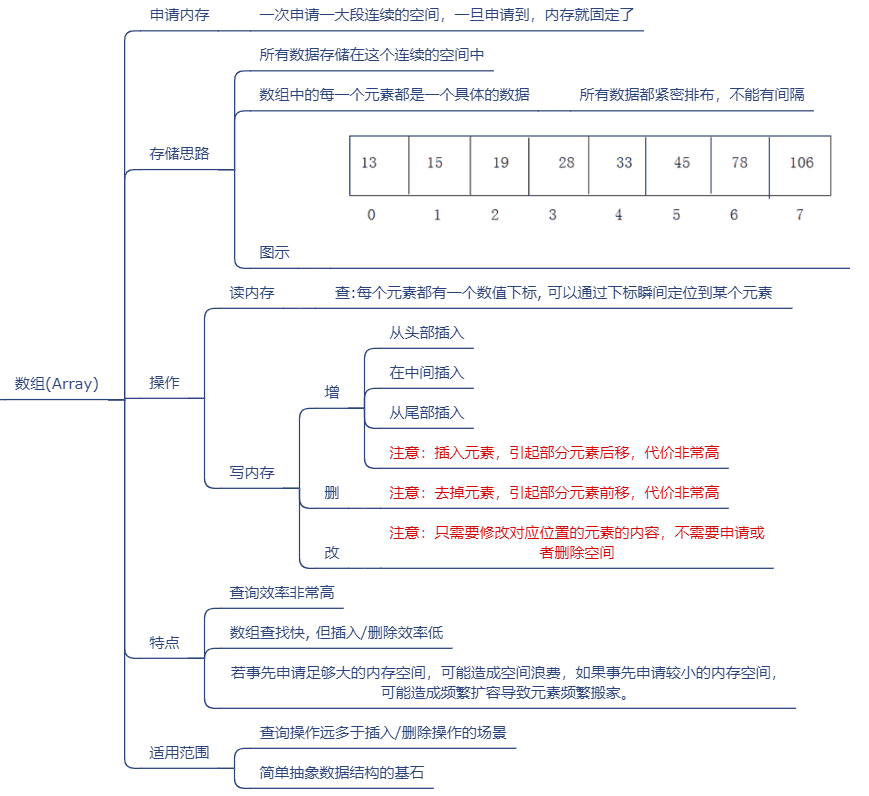 数组(Array)
申请内存
一次申请一大段连续的空间，一旦申请到，内存就固定了
存储思路
所有数据存储在这个连续的空间中
数组中的每一个元素都是一个具体的数据
所有数据都紧密排布，不能有间隔
图示
13 15 19 28 33 45 78 106
0 1 2 3 4 5 6 7
操作
读内存
查:每个元素都有一个数值下标, 可以通过下标瞬间定位到某个元素
写内存
增
从头部插入
在中间插入
从尾部插入
注意：插入元素，引起部分元素后移，代价非常高
删
注意：去掉元素，引起部分元素前移，代价非常高
改
注意：只需要修改对应位置的元素的内容，不需要申请或
者删除空间
特点
查询效率非常高
数组查找快, 但插入/删除效率低
若事先申请足够大的内存空间，可能造成空间浪费，如果事先申请较小的内存空间，
可能造成频繁扩容导致元素频繁搬家。
适用范围
查询操作远多于插入/删除操作的场景
简单抽象数据结构的基石